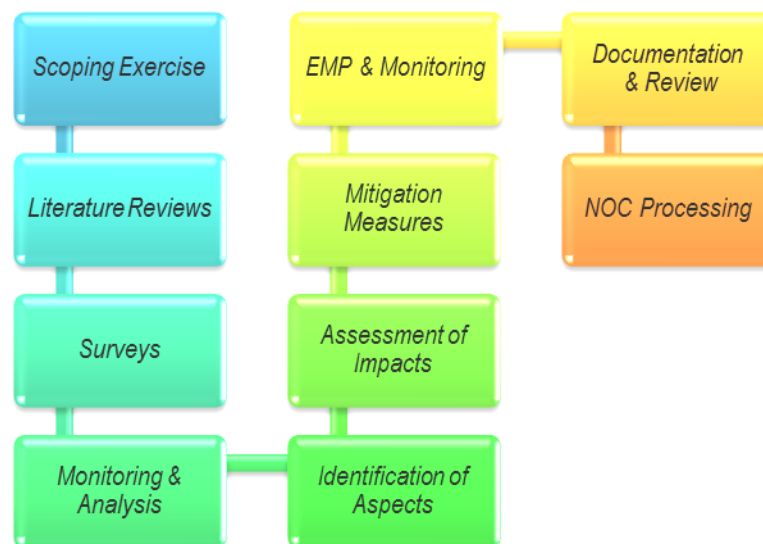 Scoping Exercise
Literature Reviews
Surveys
Monitoring &
Analysis
Identification of
Aspects
Assessment of
Impacts
Mitigation
Measures
EMP & Monitoring
Documentation
& Review
NOC Processing